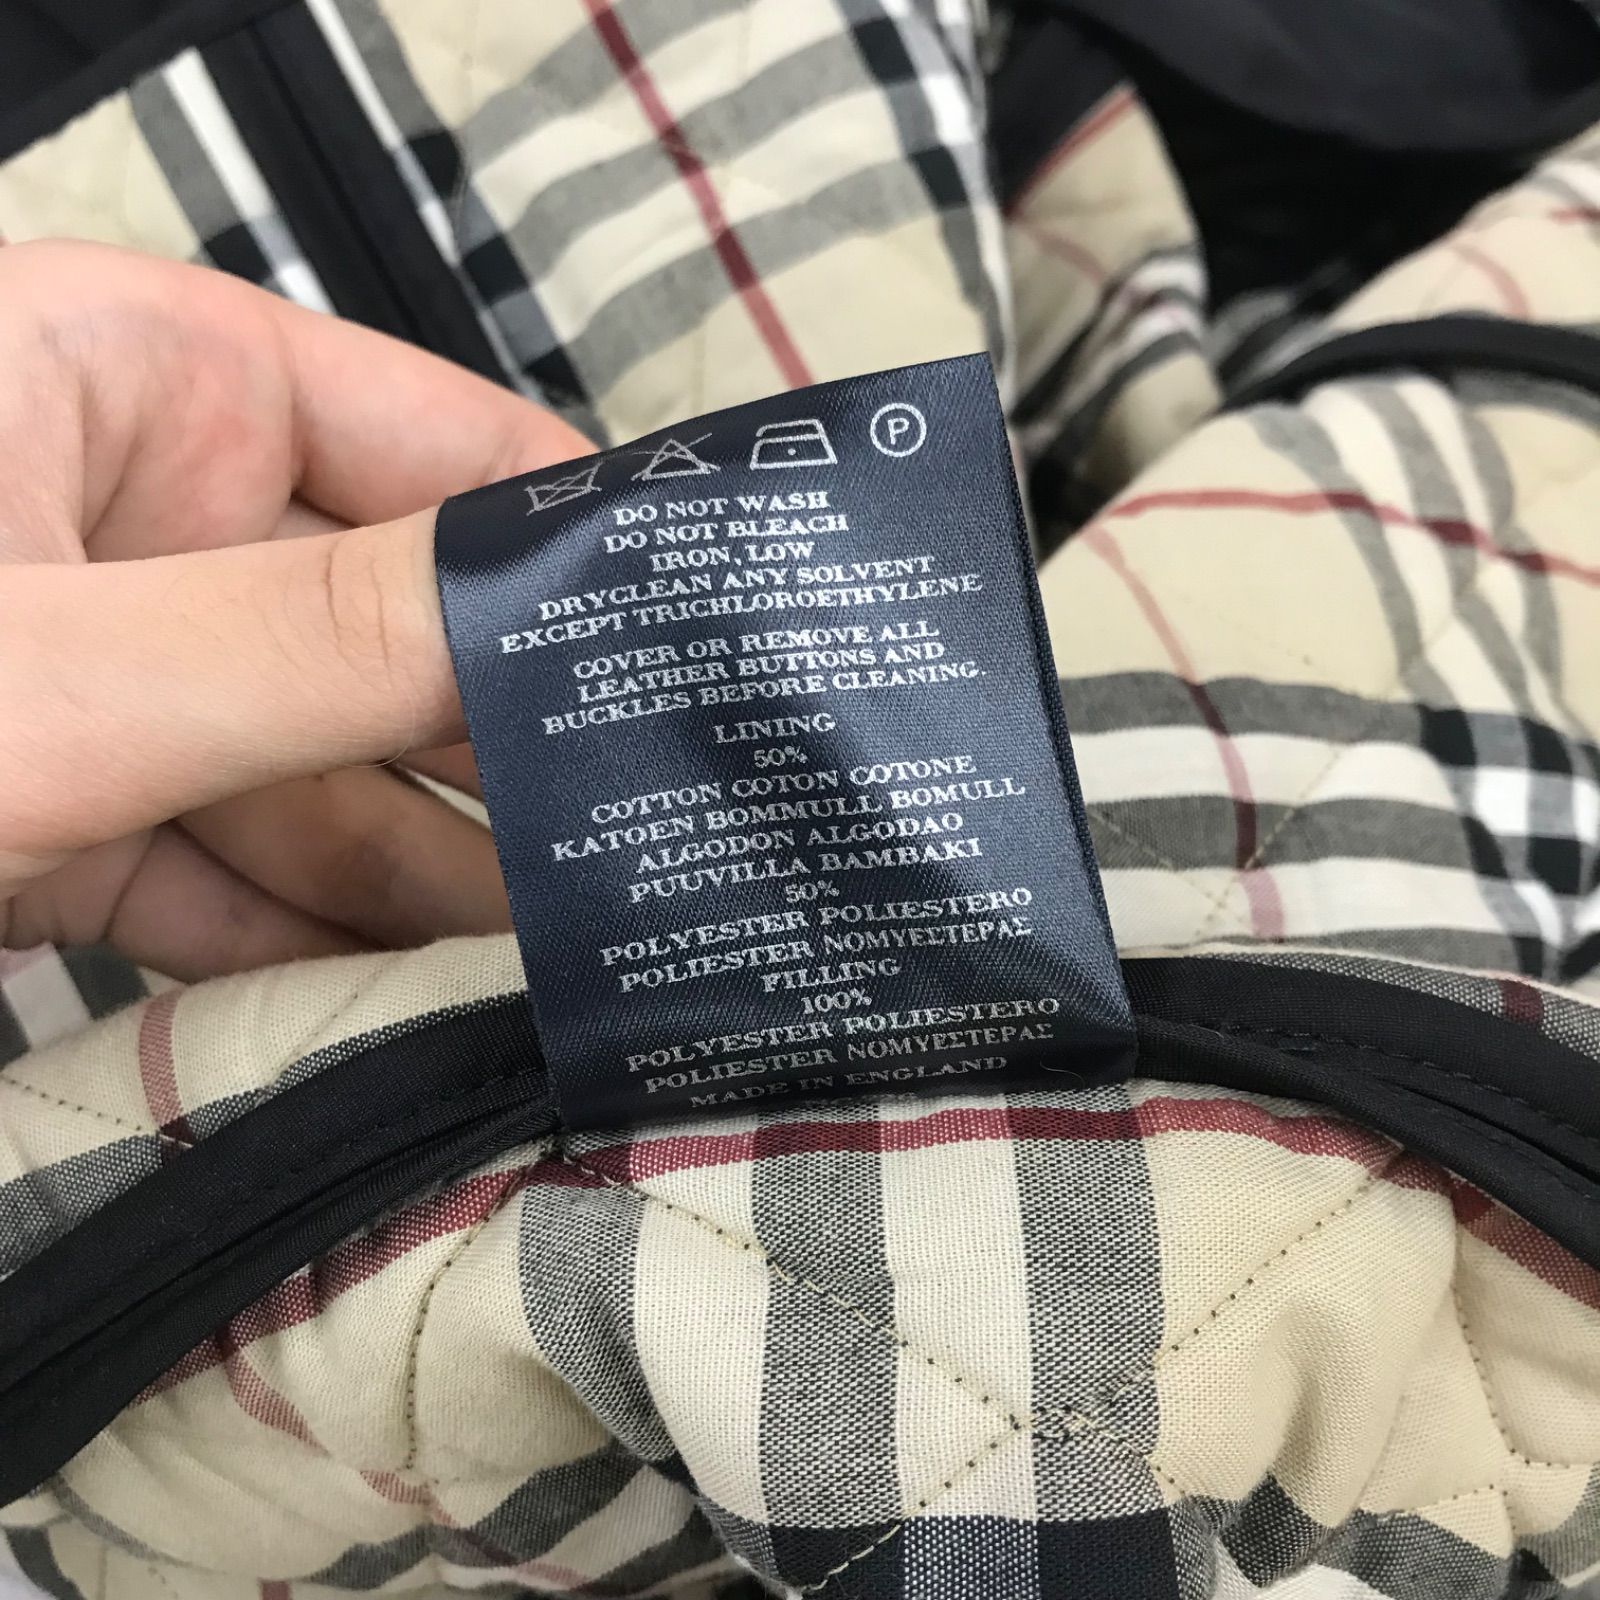 P
DO NOT WASH
DO NOT BLEACH
IRON, LOW
DRYCLEAN ANY SOLVENT
EXCEPT TRICHLOROETHYLENE
COVER OR REMOVE ALL
LEATHER BUTTONS AND
BUCKLES BEFORE CLEANING.
LINING
50%
COTTON COTON COTONE
KATOEN BOMMULL BOMULL
ALGODON ALGODAO
PUUVILLA BAMBAKI
50%
POLYESTER POLIESTERO
POLIESTER ΝΟΜΥΕΣΤΕΡΑΣ
FILLING
100%
POLYESTER POLIESTERO
POLIESTER ΝΟΜΥΕΣΤΕΡΑΣ
MADE IN ENGLAND